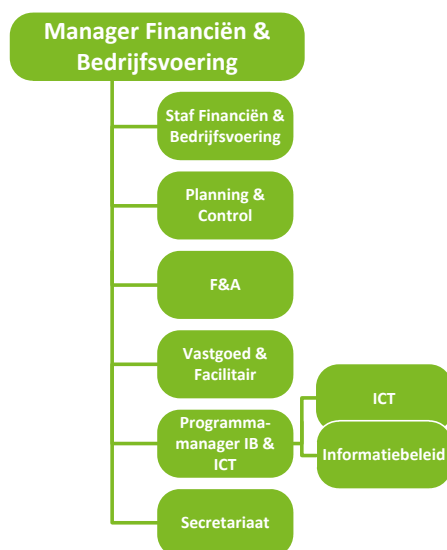 Manager Financiën &
Bedrijfsvoering
Staf Financiën &
Bedrijfsvoering
Planning &
Control
F&A
Vastgoed &
Facilitair
Programma-
manager IB &
ICT
ICT
Informatiebeleid
Secretariaat